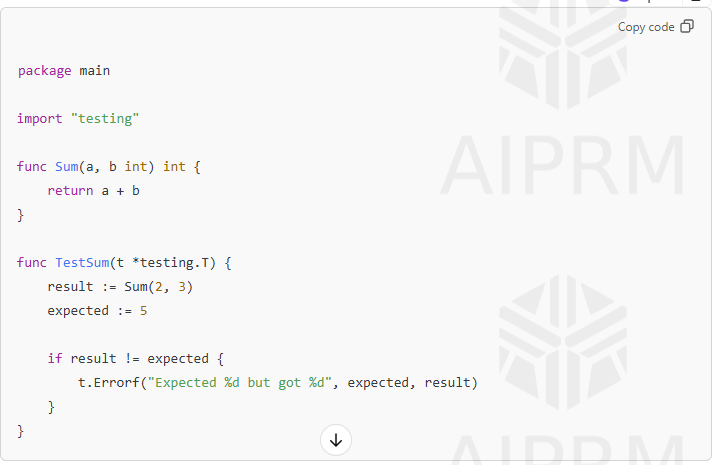 Copy code
package main
import "testing"
func Sum(a, b int) int {
    return a + b
}
func TestSum(t *testing.T) {
    result := Sum(2, 3)
    expected := 5
    if result != expected {
        t.Errorf("Expected %d but got %d", expected, result)
    }
}
AIPRM
AIPRM